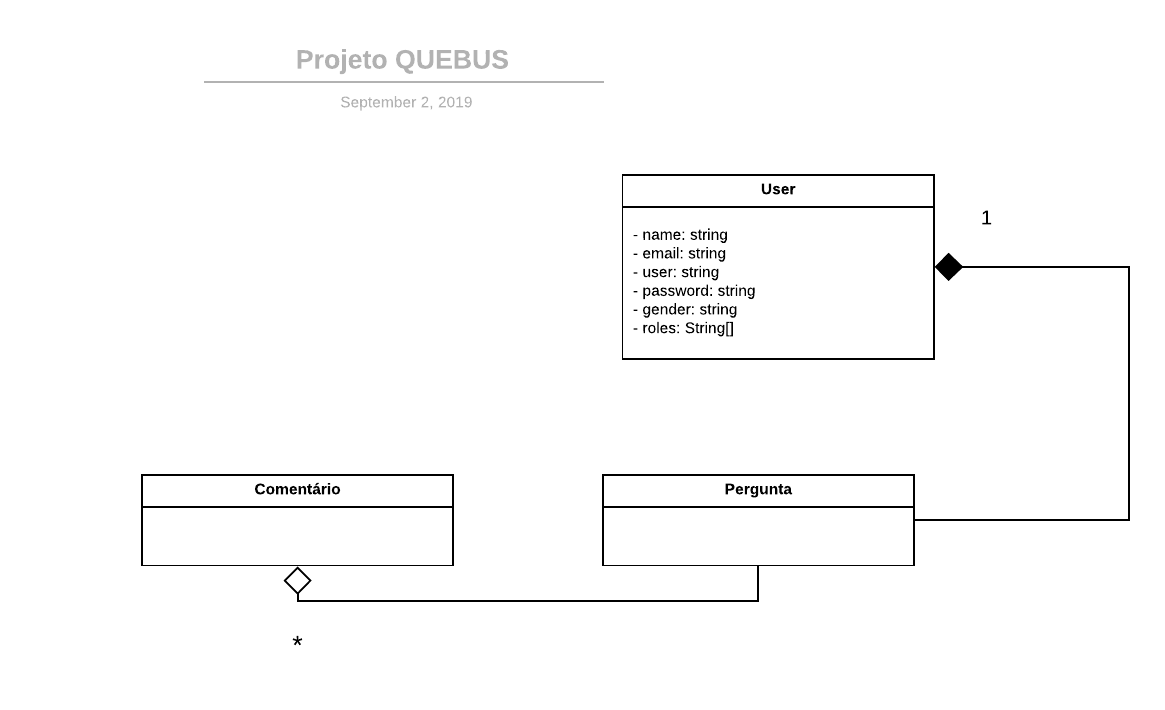 Projeto QUEBUS
September 2, 2019
User
1
- name: string
- email: string
- user: string
- password: string
- gender: string
- roles: String[]
Comentário
Pergunta
*